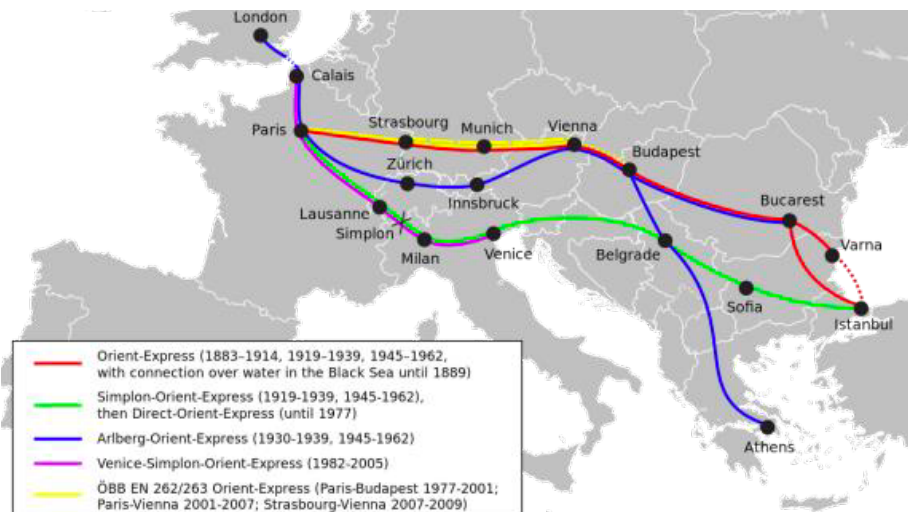 London
Calais
Paris
Strasbourg
Munich
Vienna
Budapest
Zürich
Innsbruck
Bucarest
Lausanne
Simplon
Milan
Venice
Belgrade
Varna
Sofia
Istanbul
Athens
Orient-Express (1883–1914, 1919–1939, 1945–1962,
with connection over water in the Black Sea until 1889)
Simplon-Orient-Express (1919-1939, 1945-1962),
then Direct-Orient-Express (until 1977)
Arlberg-Orient-Express (1930-1939, 1945-1962)
Venice-Simplon-Orient-Express (1982-2005)
ÖBB EN 262/263 Orient-Express (Paris-Budapest 1977-2001;
Paris-Vienna 2001-2007; Strasbourg-Vienna 2007-2009)